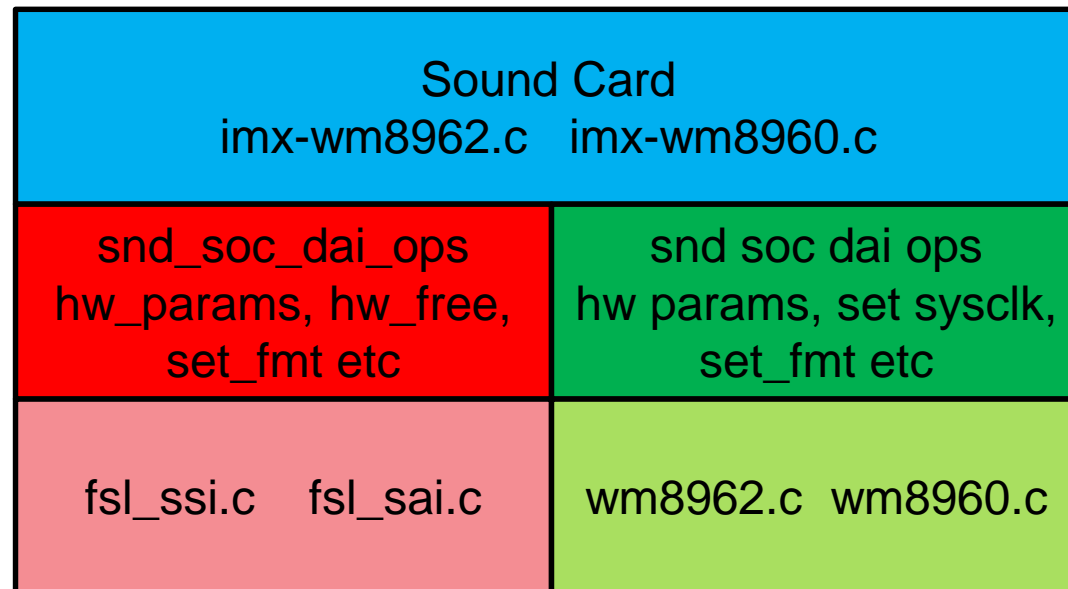 Sound Card
imx-wm8962.c imx-wm8960.c
snd_soc_dai_ops
hw_params, hw_free,
set_fmt etc
snd soc dai ops
hw params, set sysclk,
set_fmt etc
fsl_ssi.c fsl_sai.c
wm8962.c wm8960.c